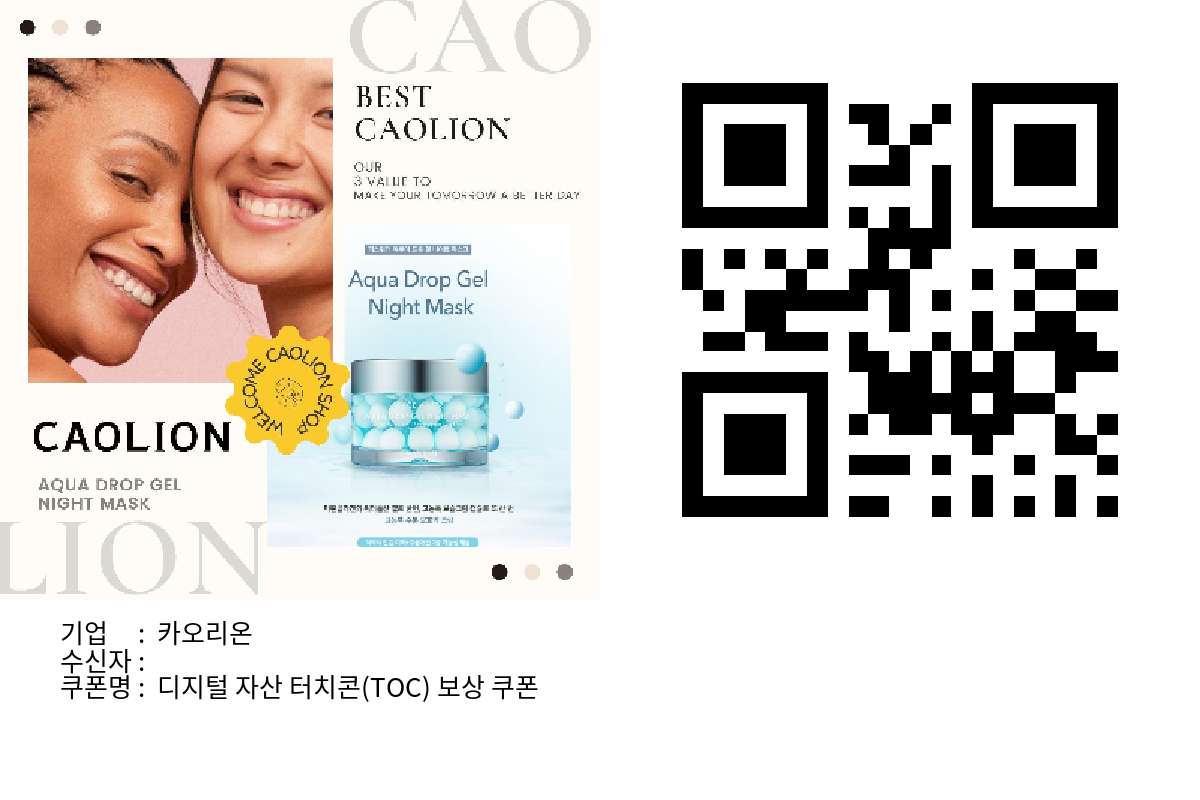 CAO
BEST
CAOLION
OUR
3 VALUE TO
MAKE YOUR TOMORROW A BETTER DAY
Aqua Drop Gel
Night Mask
WELCOME CAOLION SHOP
CAOLION
AQUA DROP GEL
NIGHT MASK
LION
기업 : 카오리온
수신자 :
쿠폰명 : 디지털 자산 터치콘(TOC) 보상 쿠폰